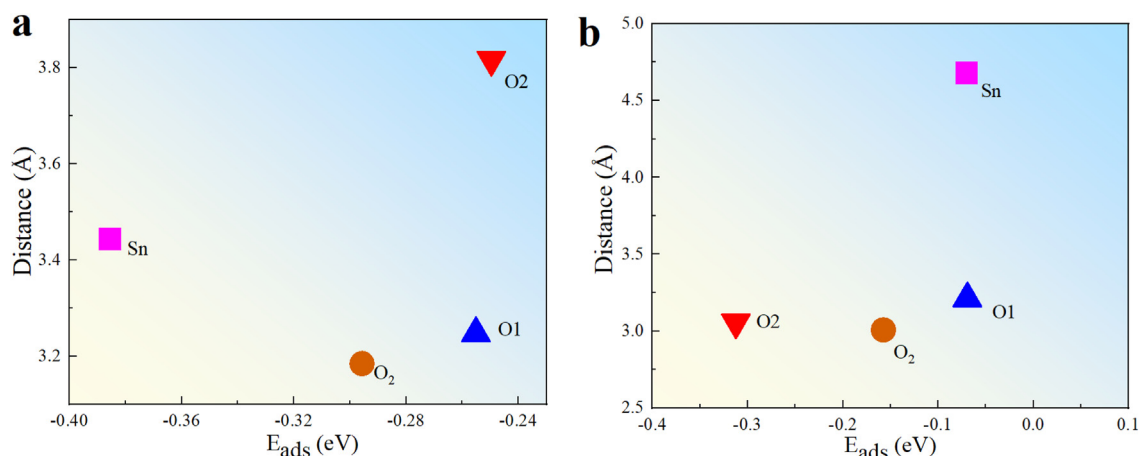 a
Distance (Å)
3.8
3.6
3.4
3.2
O2
Sn
O1
O₂
-0.40
-0.36
-0.32
-0.28
-0.24
E_ads (eV)
b
Distance (Å)
5.0
4.5
4.0
3.5
3.0
2.5
Sn
O1
O2
O₂
-0.4
-0.3
-0.2
-0.1
0.0
0.1
E_ads (eV)